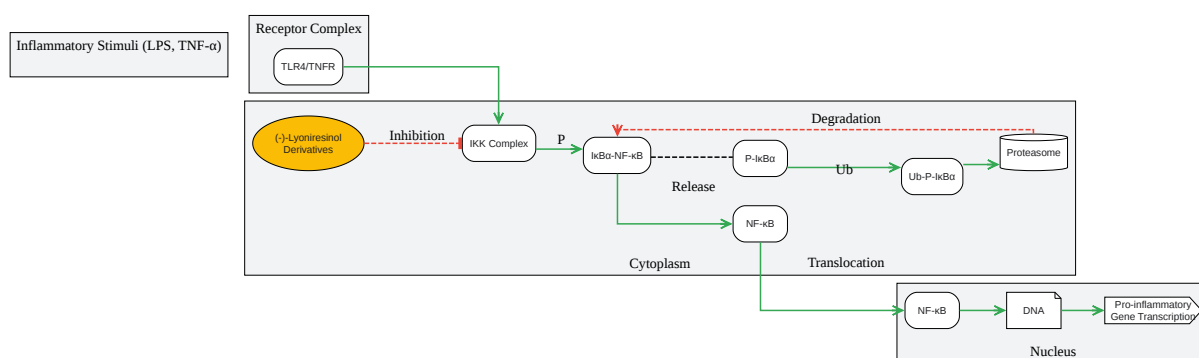 Receptor Complex
Inflammatory Stimuli (LPS, TNF-α)
TLR4/TNFR
Degradation
(-)-Lyoniresinol
Derivatives
Inhibition
IKK Complex
P
IκBα-NF-κB
P-IκBα
Proteasome
Ub
Ub-P-IκBα
Release
NF-κB
Cytoplasm
Translocation
NF-κB
DNA
Pro-inflammatory
Gene Transcription
Nucleus